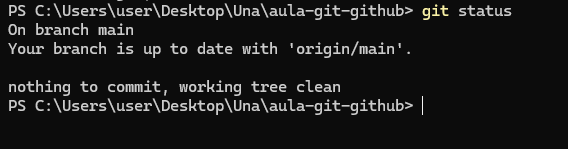 PS C:\Users\user\Desktop\Una\aula-git-github> git status
On branch main
Your branch is up to date with 'origin/main'.
nothing to commit, working tree clean
PS C:\Users\user\Desktop\Una\aula-git-github>